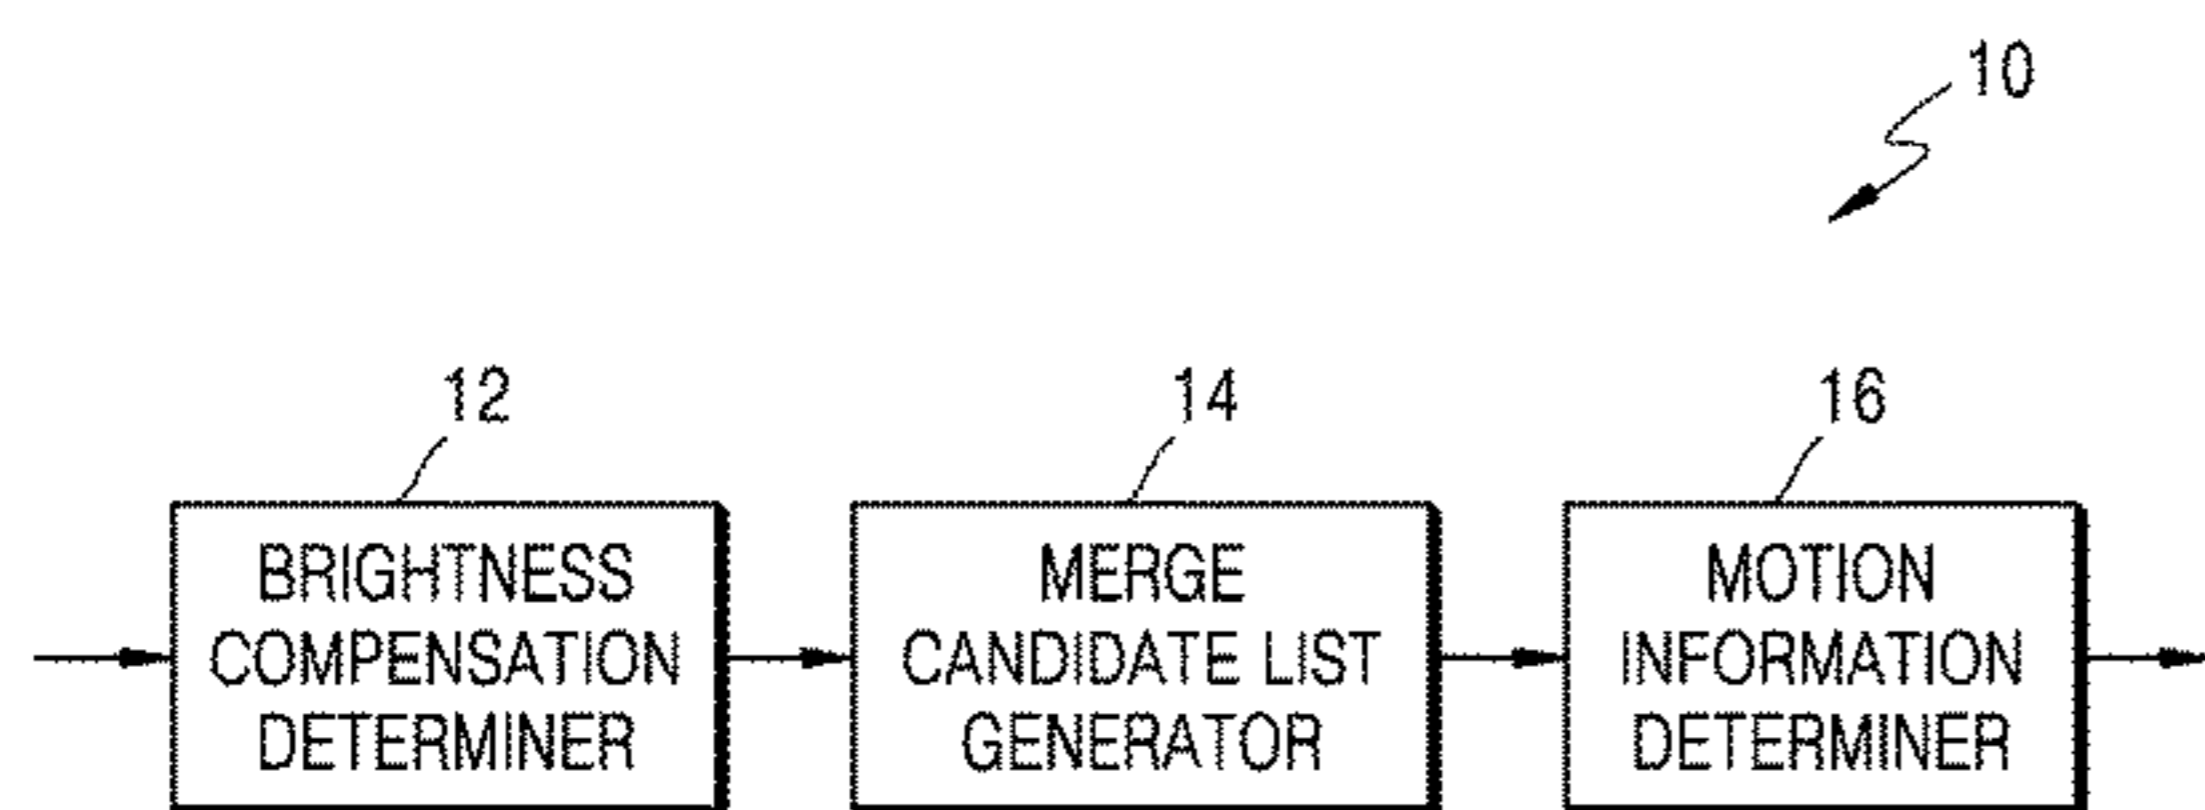 10
12
14
16
BRIGHTNESS
COMPENSATION
DETERMINER
MERGE
CANDIDATE LIST
GENERATOR
MOTION
INFORMATION
DETERMINER